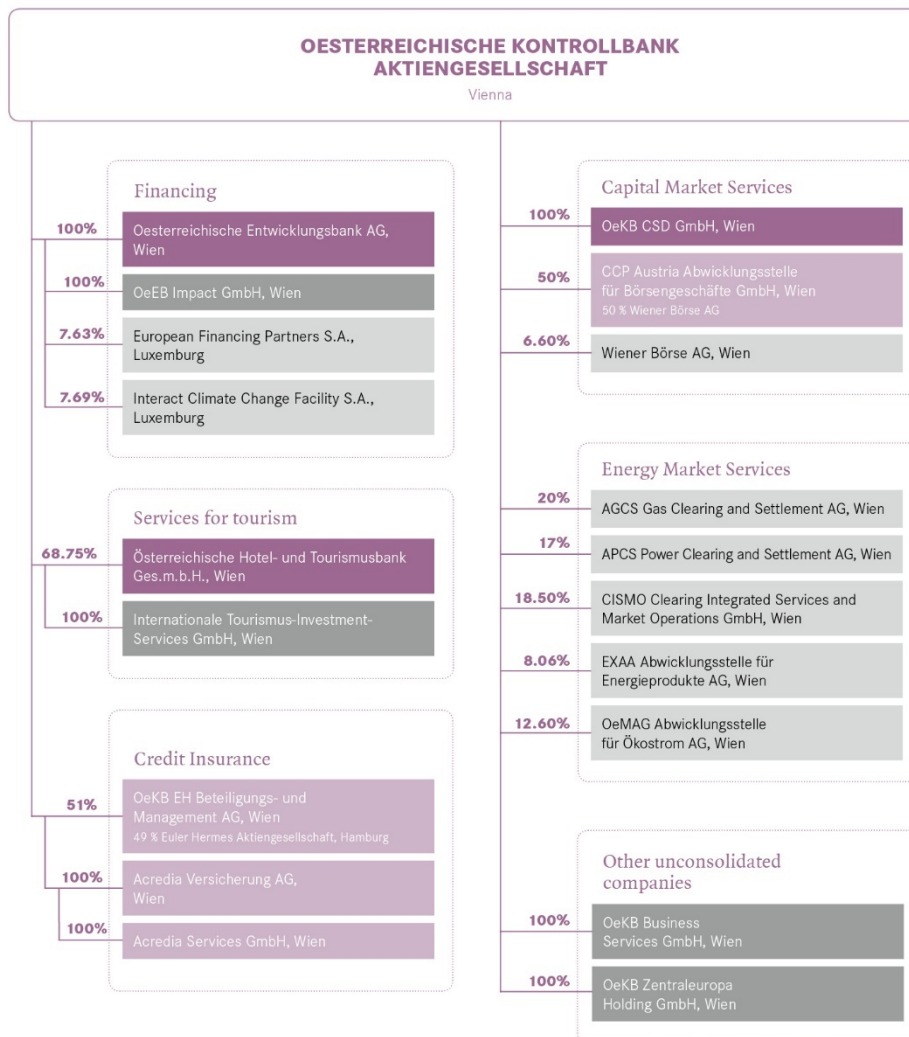 OESTERREICHISCHE KONTROLLBANK
AKTIENGESELLSCHAFT
Vienna
Financing
100%
Oesterreichische Entwicklungsbank AG,
Wien
100%
OeEB Impact GmbH, Wien
7.63%
European Financing Partners S.A.,
Luxemburg
7.69%
Interact Climate Change Facility S.A.,
Luxemburg
Services for tourism
68.75%
Österreichische Hotel- und Tourismusbank
Ges.m.b.H., Wien
100%
Internationale Tourismus-Investment-
Services GmbH, Wien
Credit Insurance
51%
OeKB EH Beteiligungs- und
Management AG, Wien
49 % Euler Hermes Aktiengesellschaft, Hamburg
100%
Acredia Versicherung AG,
Wien
100%
Acredia Services GmbH, Wien
Capital Market Services
100%
OeKB CSD GmbH, Wien
50%
CCP Austria Abwicklungsstelle
für Börsengeschäfte GmbH, Wien
50 % Wiener Börse AG
6.60%
Wiener Börse AG, Wien
Energy Market Services
20%
AGCS Gas Clearing and Settlement AG, Wien
17%
APCS Power Clearing and Settlement AG, Wien
18.50%
CISMO Clearing Integrated Services and
Market Operations GmbH, Wien
8.06%
EXAA Abwicklungsstelle für
Energieprodukte AG, Wien
12.60%
OeMAG Abwicklungsstelle
für Ökostrom AG, Wien
Other unconsolidated
companies
100%
OeKB Business
Services GmbH, Wien
100%
OeKB Zentraleuropa
Holding GmbH, Wien